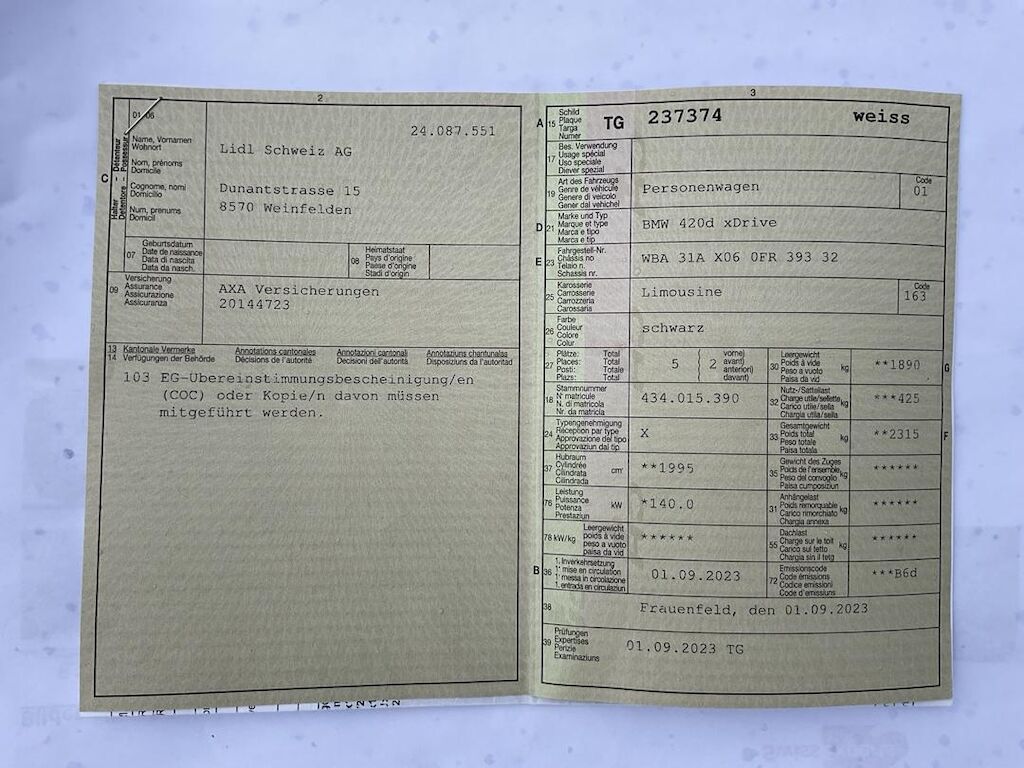 2
01-06
24.087.551
C
Halter - Détenteur
Detentore - Possessur
Name, Vornamen
Wohnort
Nom, prénoms
Domicile
Cognome, nomi
Domicilio
Num, prenums
Domicil
Lidl Schweiz AG
Dunantstrasse 15
8570 Weinfelden
07 Geburtsdatum
Date de naissance
Data di nascita
Data da nasch.
08 Heimatstaat
Pays d'origine
Paese d'origine
Stadi d'origin
09 Versicherung
Assurance
Assicurazione
Assicuranza
AXA Versicherungen
20144723
13 Kantonale Vermerke Annotations cantonales Annotazioni cantonali Annotaziuns chantunalas
14 Verfügungen der Behörde Décisions de l'autorité Decisioni dell'autorità Disposiziuns da l'autoritad
103 EG-Übereinstimmungsbescheinigung/en
(COC) oder Kopie/n davon müssen
mitgeführt werden.
3
A 15 Schild
Plaque
Targa
Numer
TG 237374 weiss
17 Bes. Verwendung
Usage spécial
Uso speciale
Diever spezial
19 Art des Fahrzeugs
Genre de véhicule
Genere di veicolo
Gener dal vehichel
Personenwagen
Code
01
D 21 Marke und Typ
Marque et type
Marca e tipo
Marca e tip
BMW 420d xDrive
E 23 Fahrgestell-Nr.
Châssis no
Telaio n.
Schassis nr.
WBA 31A X06 0FR 393 32
25 Karosserie
Carrosserie
Carrozzeria
Carossaria
Limousine
Code
163
26 Farbe
Couleur
Colore
Colur
schwarz
27 Plätze: Total
Places: Total
Posti: Totale
Plazs: Total
5 ( 2 vorne)
avant)
anteriori)
davant)
30 Leergewicht
Poids à vide
Peso a vuoto
Paisa da vid
kg **1890 G
18 Stammnummer
N° matricule
N. di matricola
Nr. da matricla
434.015.390
32 Nutz-/Sattellast
Charge utile/sellette
Carico utile/sella
Chargia utila/sella
kg ***425
24 Typengenehmigung
Réception par type
Approvazione del tipo
Approvaziun dal tip
X
33 Gesamtgewicht
Poids total
Peso totale
Paisa totala
kg **2315 F
37 Hubraum
Cylindrée
Cilindrata
Cilindrada
cm³ **1995
35 Gewicht des Zuges
Poids de l'ensemble
Peso del convoglio
Paisa cumposiziun
kg ******
76 Leistung
Puissance
Potenza
Prestaziun
kW *140.0
31 Anhängelast
Poids remorquable
Carico rimorchiato
Chargia annexa
kg ******
78 kW/kg Leergewicht
poids à vide
peso a vuoto
paisa da vid
******
55 Dachlast
Charge sur le toit
Carico sul tetto
Chargia sin il tetg
kg ******
B 36 1. Inverkehrsetzung
1re mise en circulation
1a messa in circolazione
1. entrada en circulaziun
01.09.2023
72 Emissionscode
Code émissions
Codice emissioni
Code d'emissiuns
***B6d
38 Frauenfeld, den 01.09.2023
39 Prüfungen
Expertises
Perizie
Examinaziuns
01.09.2023 TG